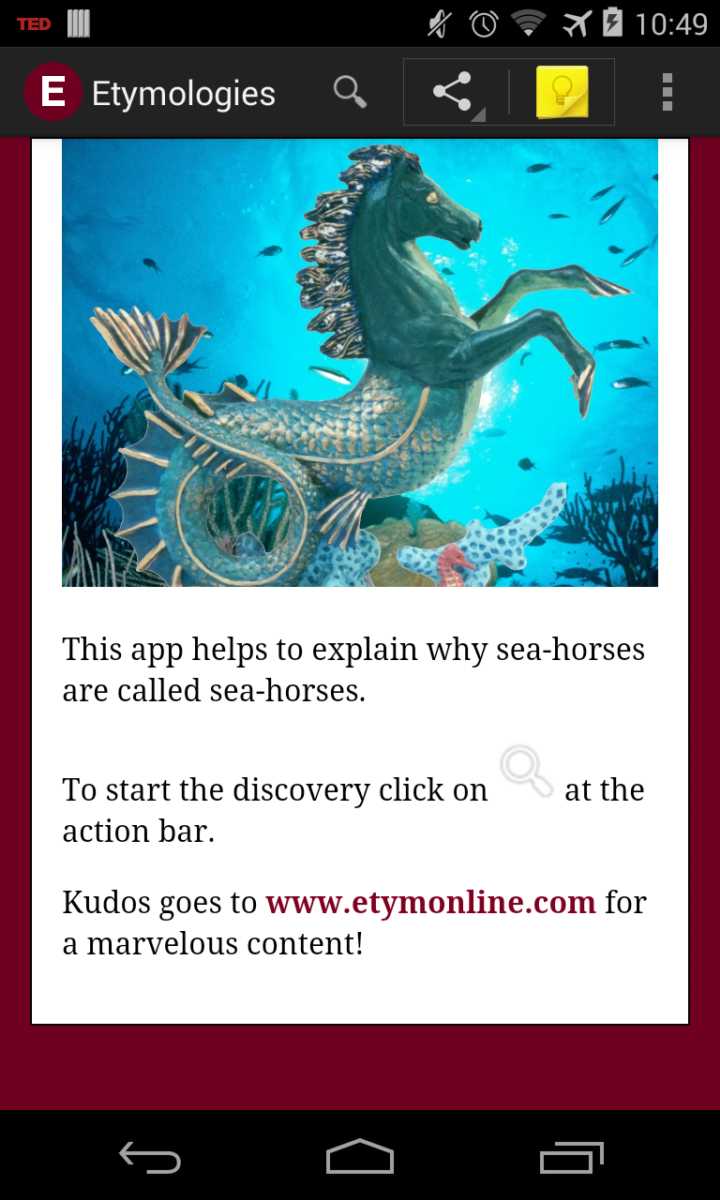 TED 10:49
E Etymologies
This app helps to explain why sea-horses
are called sea-horses.
To start the discovery click on at the
action bar.
Kudos goes to www.etymonline.com for
a marvelous content!